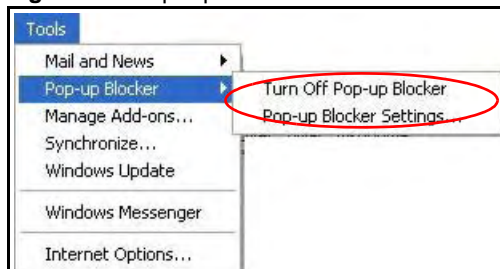 Tools
Mail and News
Pop-up Blocker
Turn Off Pop-up Blocker
Manage Add-ons...
Pop-up Blocker Settings...
Synchronize...
Windows Update
Windows Messenger
Internet Options...